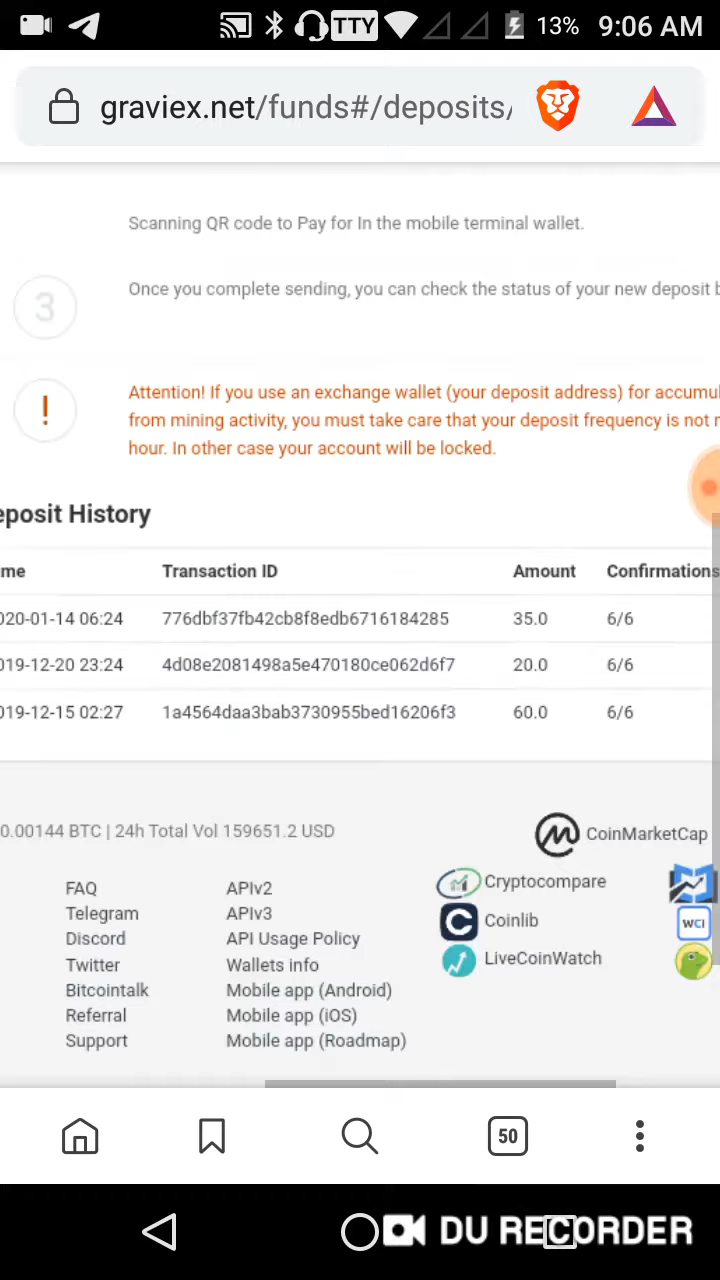 TTY 13% 9:06 AM
graviex.net/funds#/deposits/
Scanning QR code to Pay for In the mobile terminal wallet.
3
Once you complete sending, you can check the status of your new deposit b
!
Attention! If you use an exchange wallet (your deposit address) for accumul
from mining activity, you must take care that your deposit frequency is not m
hour. In other case your account will be locked.
eposit History
me Transaction ID Amount Confirmations
020-01-14 06:24 776dbf37fb42cb8f8edb6716184285 35.0 6/6
019-12-20 23:24 4d08e2081498a5e470180ce062d6f7 20.0 6/6
019-12-15 02:27 1a4564daa3bab3730955bed16206f3 60.0 6/6
0.00144 BTC | 24h Total Vol 159651.2 USD
CoinMarketCap
FAQ APIv2 Cryptocompare
Telegram APIv3
Discord API Usage Policy Coinlib WCI
Twitter Wallets info LiveCoinWatch
Bitcointalk Mobile app (Android)
Referral Mobile app (iOS)
Support Mobile app (Roadmap)
50
DU RECORDER